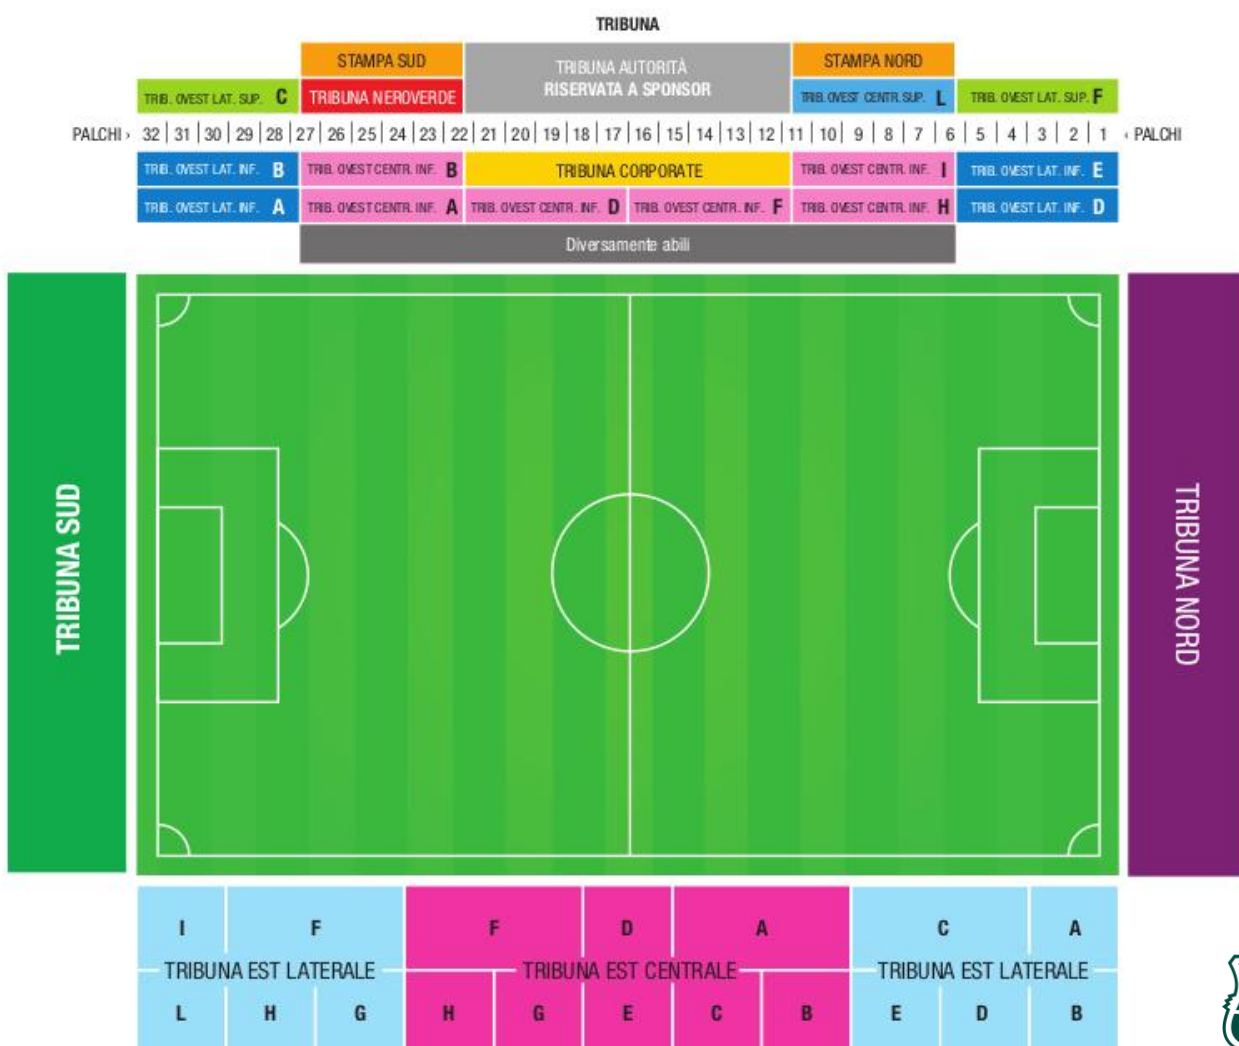 TRIBUNA
STAMPA SUD
TRIBUNA AUTORITÀ
RISERVATA A SPONSOR
STAMPA NORD
TRIB. OVEST LAT. SUP. C
TRIBUNA NEROVERDE
TRIB. OVEST CENTR. SUP. L
TRIB. OVEST LAT. SUP. F
PALCHI › 32 | 31 | 30 | 29 | 28 | 27 | 26 | 25 | 24 | 23 | 22 | 21 | 20 | 19 | 18 | 17 | 16 | 15 | 14 | 13 | 12 | 11 | 10 | 9 | 8 | 7 | 6 | 5 | 4 | 3 | 2 | 1 ‹ PALCHI
TRIB. OVEST LAT. INF. B
TRIB. OVEST CENTR. INF. B
TRIBUNA CORPORATE
TRIB. OVEST CENTR. INF. I
TRIB. OVEST LAT. INF. E
TRIB. OVEST LAT. INF. A
TRIB. OVEST CENTR. INF. A
TRIB. OVEST CENTR. INF. D
TRIB. OVEST CENTR. INF. F
TRIB. OVEST CENTR. INF. H
TRIB. OVEST LAT. INF. D
Diversamente abili
TRIBUNA SUD
TRIBUNA NORD
I F F D A C A
TRIBUNA EST LATERALE
TRIBUNA EST CENTRALE
TRIBUNA EST LATERALE
L H G H G E C B E D B